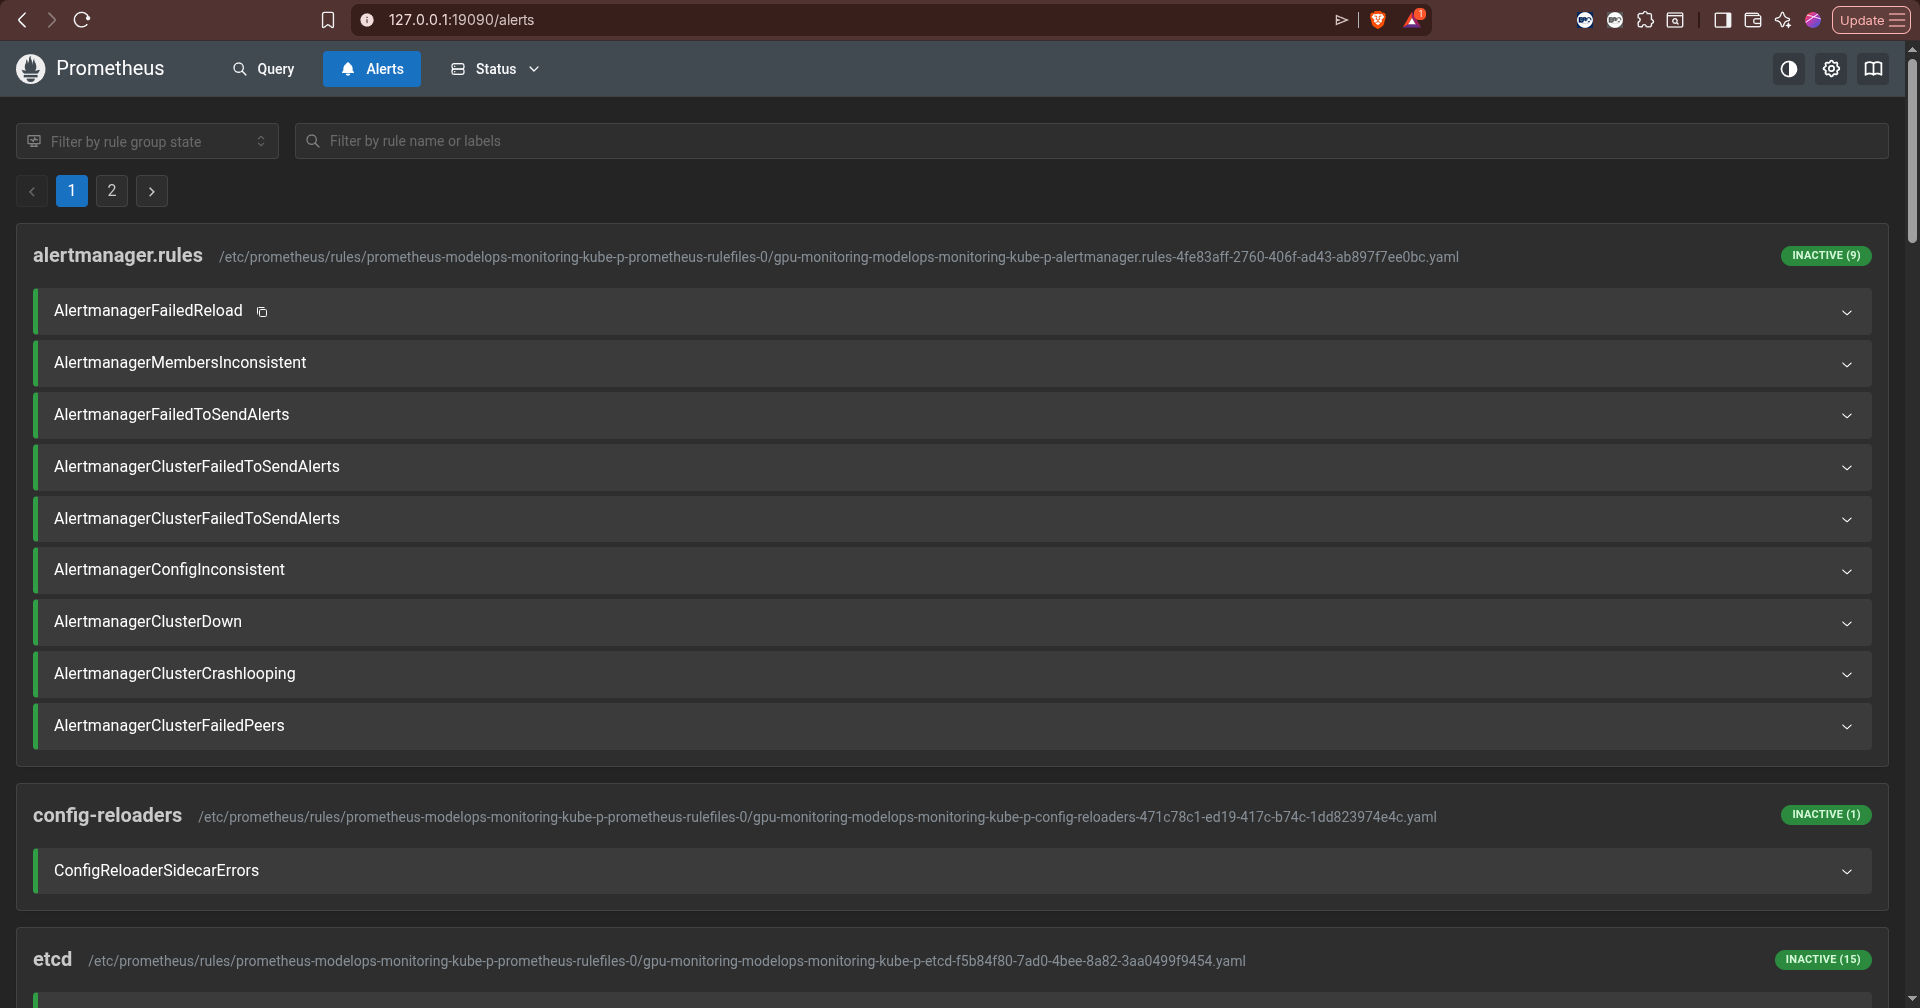 127.0.0.1:19090/alerts
1
Update
Prometheus
Query
Alerts
Status
Filter by rule group state
Filter by rule name or labels
1
2
alertmanager.rules /etc/prometheus/rules/prometheus-modelops-monitoring-kube-p-prometheus-rulefiles-0/gpu-monitoring-modelops-monitoring-kube-p-alertmanager.rules-4fe83aff-2760-406f-ad43-ab897f7ee0bc.yaml INACTIVE (9)
AlertmanagerFailedReload
AlertmanagerMembersInconsistent
AlertmanagerFailedToSendAlerts
AlertmanagerClusterFailedToSendAlerts
AlertmanagerClusterFailedToSendAlerts
AlertmanagerConfigInconsistent
AlertmanagerClusterDown
AlertmanagerClusterCrashlooping
AlertmanagerClusterFailedPeers
config-reloaders /etc/prometheus/rules/prometheus-modelops-monitoring-kube-p-prometheus-rulefiles-0/gpu-monitoring-modelops-monitoring-kube-p-config-reloaders-471c78c1-ed19-417c-b74c-1dd823974e4c.yaml INACTIVE (1)
ConfigReloaderSidecarErrors
etcd /etc/prometheus/rules/prometheus-modelops-monitoring-kube-p-prometheus-rulefiles-0/gpu-monitoring-modelops-monitoring-kube-p-etcd-f5b84f80-7ad0-4bee-8a82-3aa0499f9454.yaml INACTIVE (15)